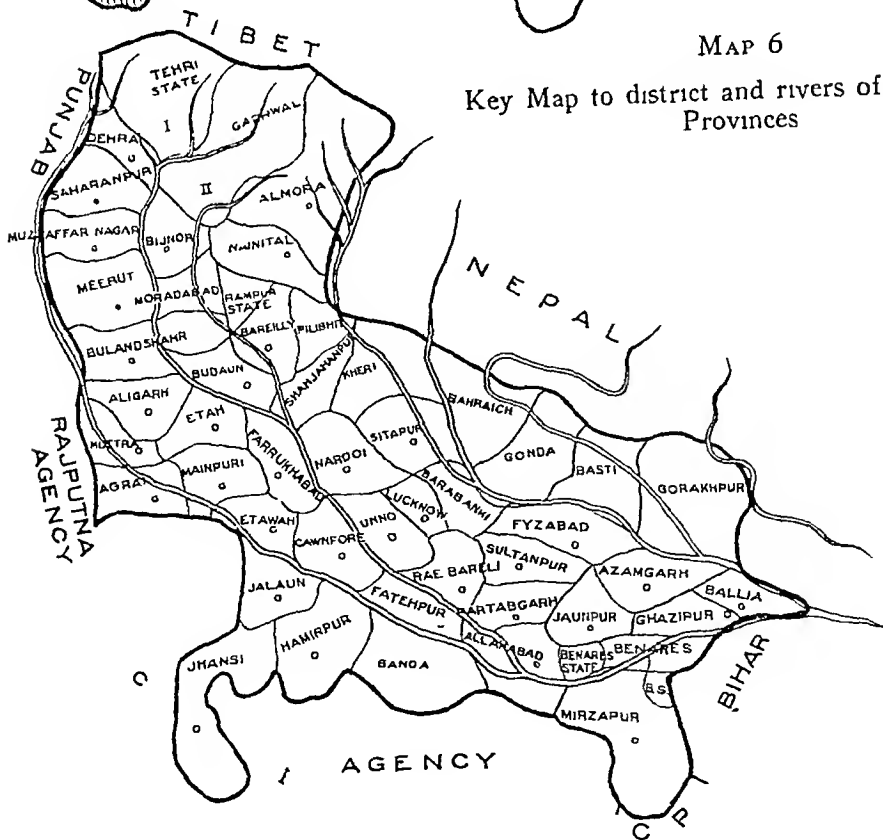 MAP 6
Key Map to district and rivers of
Provinces
TIBET
PUNJAB
TEHRI
STATE
I
GARHWAL
DEHRA
SAHARANPUR
II
ALMORA
MUZZAFFAR NAGAR
BIJNOR
NAINITAL
MEERUT
MORADABAD
RAMPUR
STATE
NEPAL
BULANDSHAHR
BAREILLY
PILIBHIT
BUDAUN
SHAHJAHANPUR
KHERI
ALIGARH
ETAH
BAHRAICH
RAJPUTNA
AGENCY
MUTTRA
FARRUKHABAD
HARDOI
SITAPUR
GONDA
BASTI
GORAKHPUR
AGRA
MAINPURI
BARABANKI
LUCKNOW
ETAWAH
CAWNPORE
UNNO
FYZABAD
SULTANPUR
RAE BARELI
AZAMGARH
BALLIA
JALAUN
FATEHPUR
PARTABGARH
JAUNPUR
GHAZIPUR
HAMIRPUR
ALLAHABAD
BENARES
STATE
BENARES
JHANSI
BANDA
B.S.
BIHAR
MIRZAPUR
C I AGENCY
C P